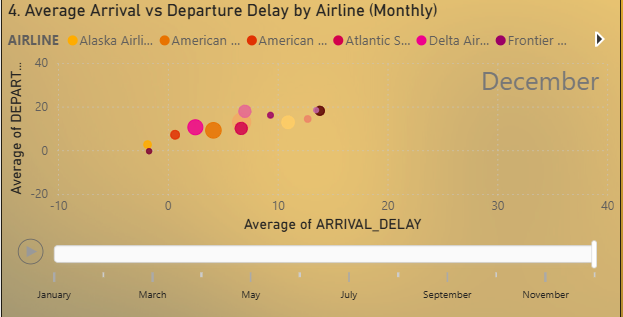 4. Average Arrival vs Departure Delay by Airline (Monthly)
AIRLINE Alaska Airli... American ... American ... Atlantic S... Delta Air... Frontier ...
Average of DEPART...
40
20
0
-20
December
-10 0 10 20 30 40
Average of ARRIVAL_DELAY
January March May July September November